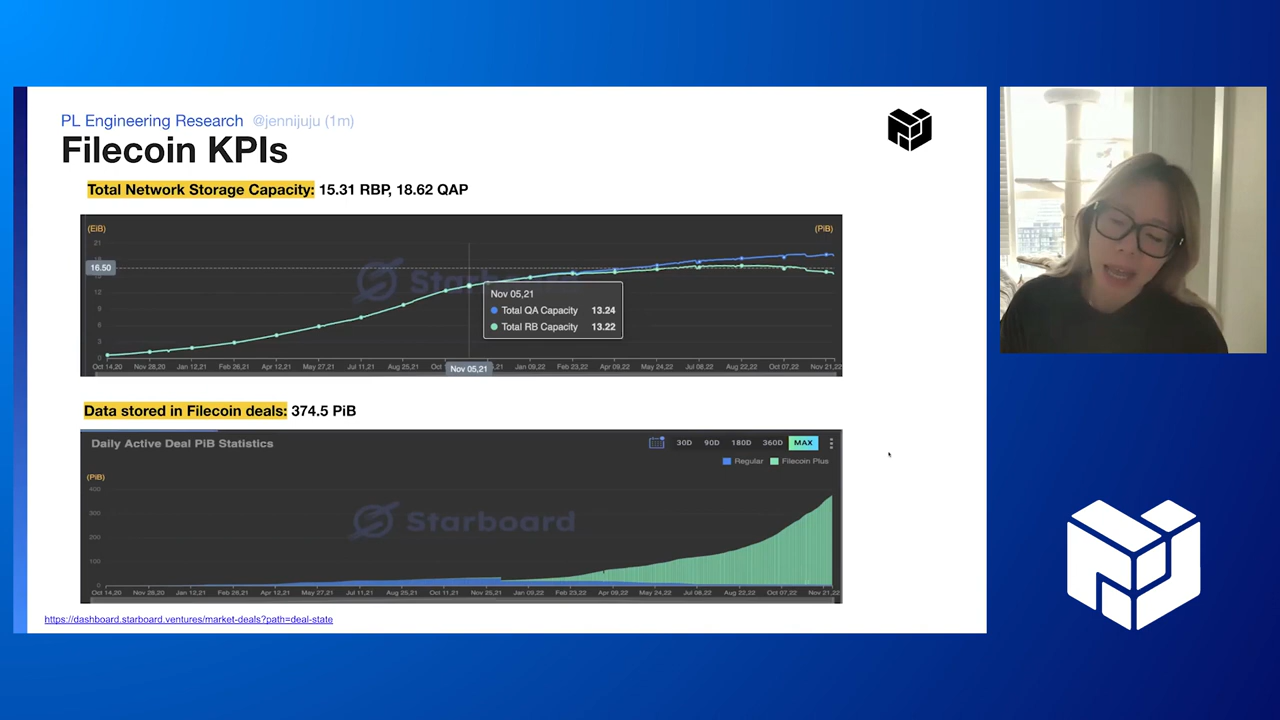 PL Engineering Research @jennijuju (1m)
Filecoin KPIs
Total Network Storage Capacity: 15.31 RBP, 18.62 QAP
(EiB) (PiB)
21
16.50
12
9
6
3
0
Starboard
Nov 05,21
Total QA Capacity 13.24
Total RB Capacity 13.22
Oct 14,20 Nov 28,20 Jan 12,21 Feb 26,21 Apr 12,21 May 27,21 Jul 11,21 Aug 25,21 Nov 05,21 Jan 09,22 Feb 23,22 Apr 09,22 May 24,22 Jul 08,22 Aug 22,22 Oct 07,22 Nov 21,22
Data stored in Filecoin deals: 374.5 PiB
Daily Active Deal PiB Statistics
30D 90D 180D 360D MAX
Regular Filecoin Plus
(PiB)
400
300
200
100
0
Starboard
Oct 14,20 Nov 28,20 Jan 12,21 Feb 26,21 Apr 12,21 May 27,21 Jul 11,21 Aug 25,21 Oct 11,21 Nov 25,21 Jan 09,22 Feb 23,22 Apr 09,22 May 24,22 Jul 08,22 Aug 22,22 Oct 07,22 Nov 21,22
https://dashboard.starboard.ventures/market-deals?path=deal-state